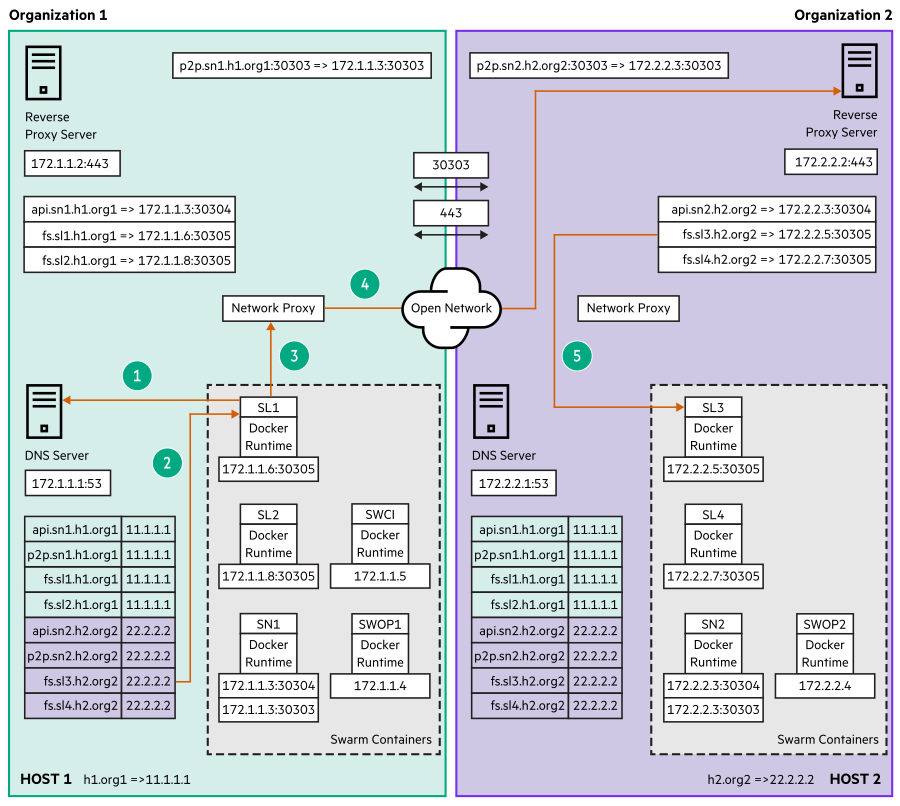 Organization 1
Organization 2
p2p.sn1.h1.org1:30303 => 172.1.1.3:30303
p2p.sn2.h2.org2:30303 => 172.2.2.3:30303
Reverse
Proxy Server
172.1.1.2:443
Reverse
Proxy Server
172.2.2.2:443
30303
443
api.sn1.h1.org1 => 172.1.1.3:30304
fs.sl1.h1.org1 => 172.1.1.6:30305
fs.sl2.h1.org1 => 172.1.1.8:30305
api.sn2.h2.org2 => 172.2.2.3:30304
fs.sl3.h2.org2 => 172.2.2.5:30305
fs.sl4.h2.org2 => 172.2.2.7:30305
4
Network Proxy
Open Network
Network Proxy
3
5
1
2
DNS Server
172.1.1.1:53
SL1
Docker
Runtime
172.1.1.6:30305
DNS Server
172.2.2.1:53
SL3
Docker
Runtime
172.2.2.5:30305
api.sn1.h1.org1 11.1.1.1
p2p.sn1.h1.org1 11.1.1.1
fs.sl1.h1.org1 11.1.1.1
fs.sl2.h1.org1 11.1.1.1
api.sn2.h2.org2 22.2.2.2
p2p.sn2.h2.org2 22.2.2.2
fs.sl3.h2.org2 22.2.2.2
fs.sl4.h2.org2 22.2.2.2
SL2
Docker
Runtime
172.1.1.8:30305
SWCI
Docker
Runtime
172.1.1.5
SN1
Docker
Runtime
172.1.1.3:30304
172.1.1.3:30303
SWOP1
Docker
Runtime
172.1.1.4
Swarm Containers
api.sn1.h1.org1 11.1.1.1
p2p.sn1.h1.org1 11.1.1.1
fs.sl1.h1.org1 11.1.1.1
fs.sl2.h1.org1 11.1.1.1
api.sn2.h2.org2 22.2.2.2
p2p.sn2.h2.org2 22.2.2.2
fs.sl3.h2.org2 22.2.2.2
fs.sl4.h2.org2 22.2.2.2
SL4
Docker
Runtime
172.2.2.7:30305
SN2
Docker
Runtime
172.2.2.3:30304
172.2.2.3:30303
SWOP2
Docker
Runtime
172.2.2.4
Swarm Containers
HOST 1 h1.org1 =>11.1.1.1
h2.org2 =>22.2.2.2 HOST 2